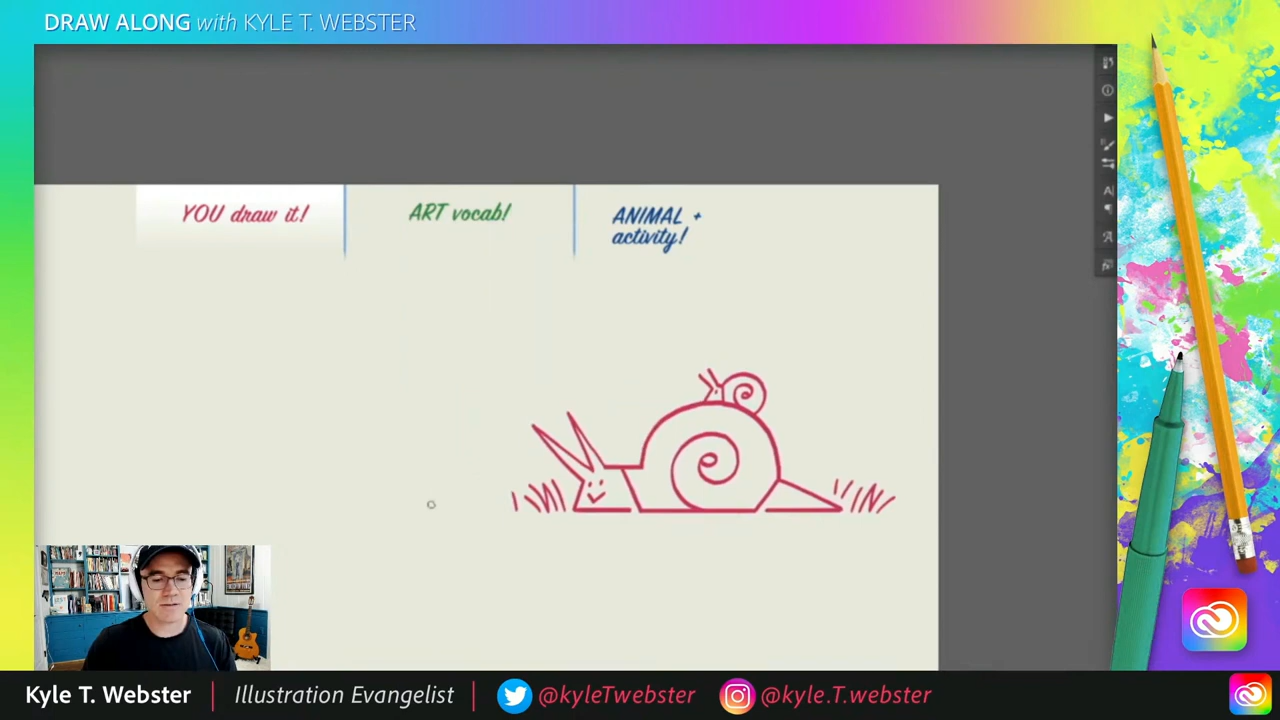 DRAW ALONG with KYLE T. WEBSTER
YOU draw it!
ART vocab!
ANIMAL +
activity!
Kyle T. Webster | Illustration Evangelist | @kyleTwebster @kyle.T.webster